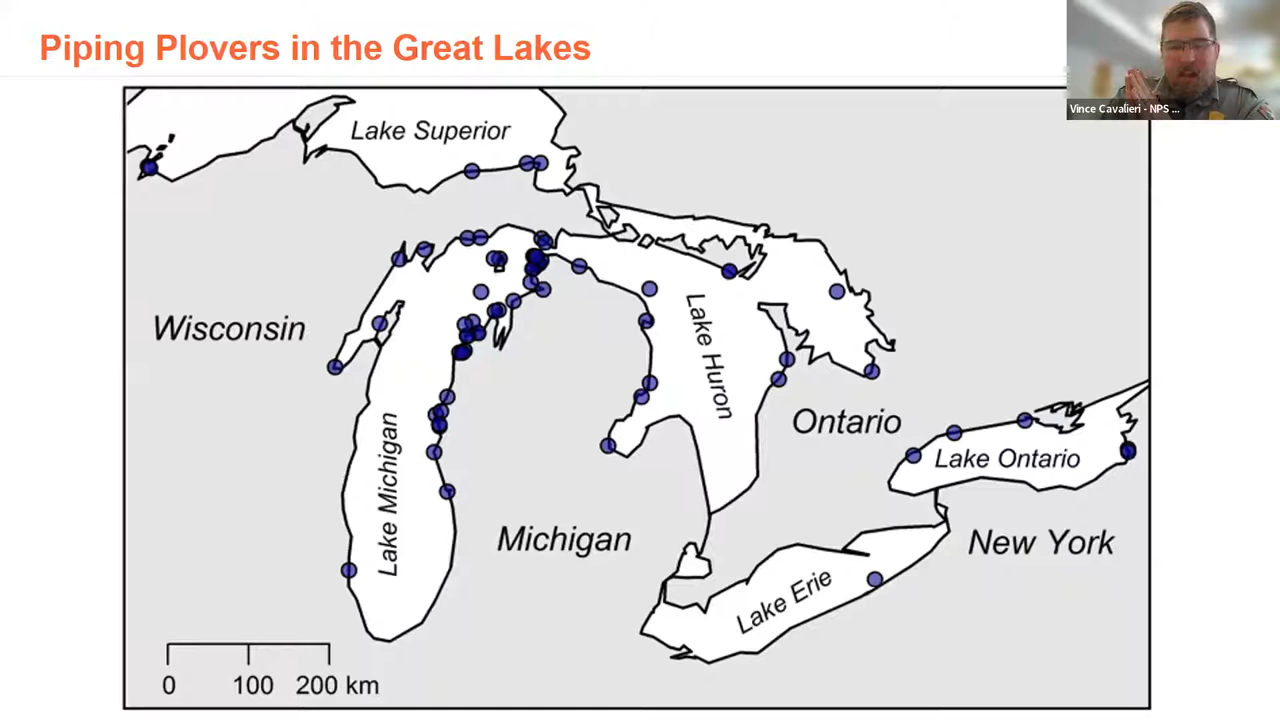 Piping Plovers in the Great Lakes
Vince Cavalieri - NPS ...
Lake Superior
Wisconsin
Lake Huron
Ontario
Lake Michigan
Lake Ontario
Michigan
New York
Lake Erie
0 100 200 km